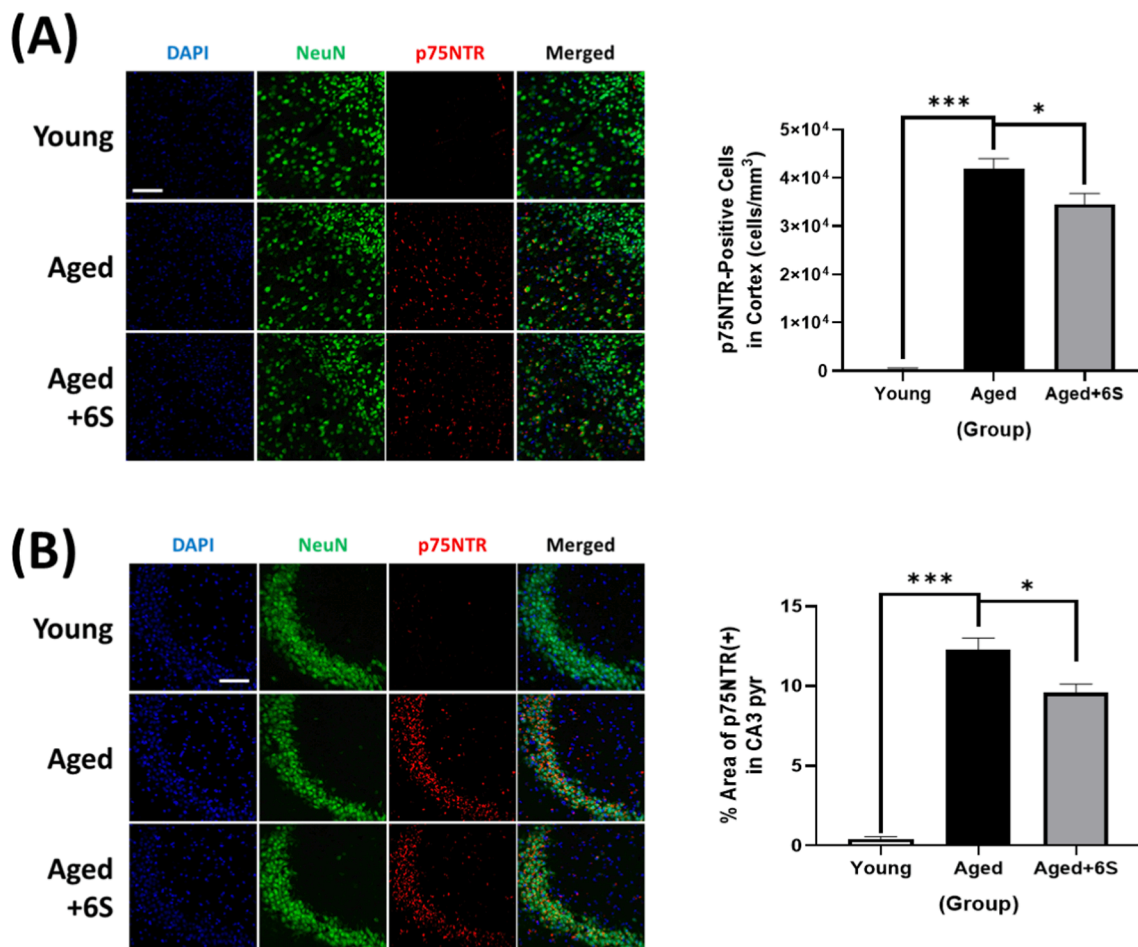 (A)
DAPI NeuN p75NTR Merged
Young
Aged
Aged
+6S
p75NTR-Positive Cells
in Cortex (cells/mm³)
5×10⁴
4×10⁴
3×10⁴
2×10⁴
1×10⁴
0
*** *
Young Aged Aged+6S
(Group)
(B)
DAPI NeuN p75NTR Merged
Young
Aged
Aged
+6S
% Area of p75NTR(+)
in CA3 pyr
15
10
5
0
*** *
Young Aged Aged+6S
(Group)